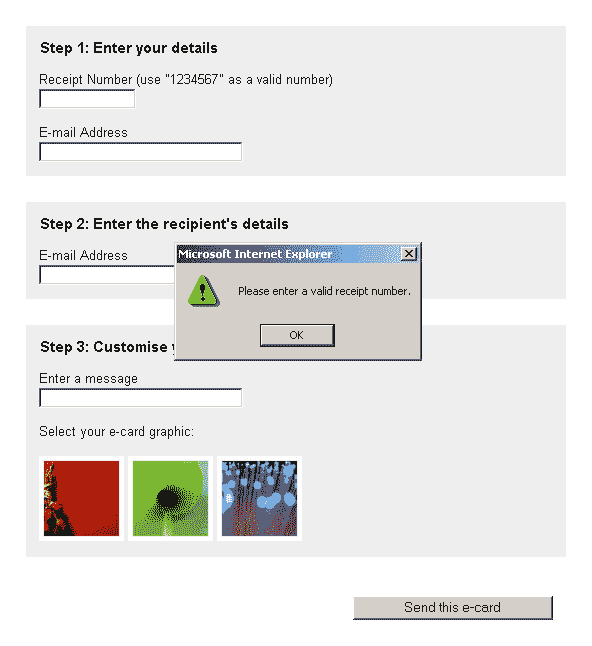 Step 1: Enter your details
Receipt Number (use "1234567" as a valid number)
E-mail Address
Step 2: Enter the recipient's details
E-mail Address
Microsoft Internet Explorer
Please enter a valid receipt number.
OK
Step 3: Customise
Enter a message
Select your e-card graphic:
Send this e-card